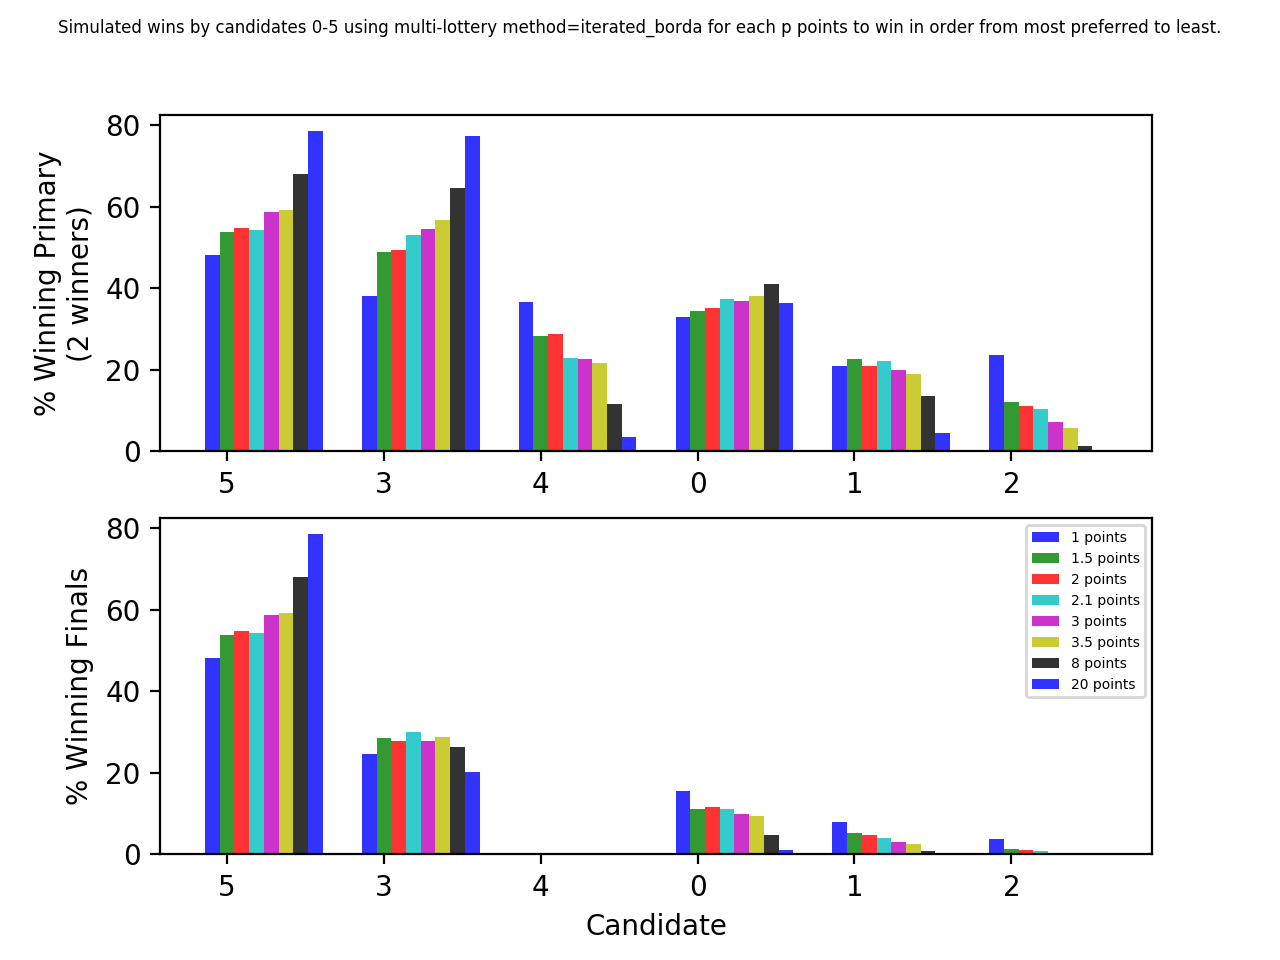 Simulated wins by candidates 0-5 using multi-lottery method=iterated_borda for each p points to win in order from most preferred to least.
% Winning Primary
(2 winners)
80
60
40
20
0
5 3 4 0 1 2
% Winning Finals
80
60
40
20
0
5 3 4 0 1 2
Candidate
1 points
1.5 points
2 points
2.1 points
3 points
3.5 points
8 points
20 points